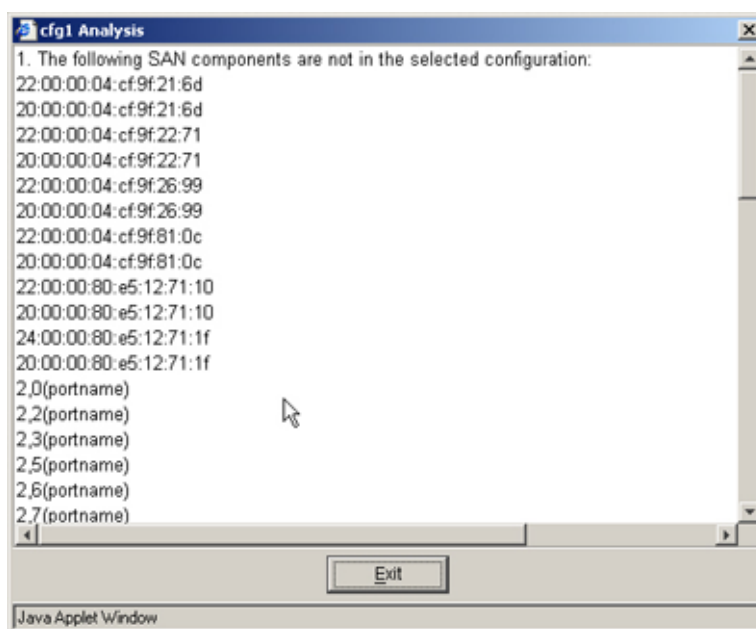 cfg1 Analysis
1. The following SAN components are not in the selected configuration:
22:00:00:04:cf:9f:21:6d
20:00:00:04:cf:9f:21:6d
22:00:00:04:cf:9f:22:71
20:00:00:04:cf:9f:22:71
22:00:00:04:cf:9f:26:99
20:00:00:04:cf:9f:26:99
22:00:00:04:cf:9f:81:0c
20:00:00:04:cf:9f:81:0c
22:00:00:80:e5:12:71:10
20:00:00:80:e5:12:71:10
24:00:00:80:e5:12:71:1f
20:00:00:80:e5:12:71:1f
2,0(portname)
2,2(portname)
2,3(portname)
2,5(portname)
2,6(portname)
2,7(portname)
Exit
Java Applet Window